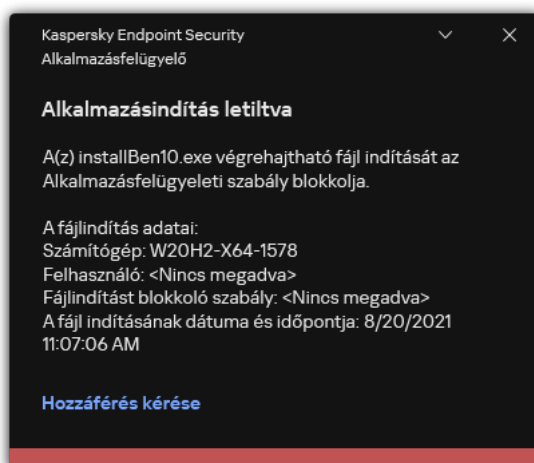 Kaspersky Endpoint Security
Alkalmazásfelügyelő
Alkalmazásindítás letiltva
A(z) installBen10.exe végrehajtható fájl indítását az
Alkalmazásfelügyeleti szabály blokkolja.
A fájlindítás adatai:
Számítógép: W20H2-X64-1578
Felhasználó: <Nincs megadva>
Fájlindítást blokkoló szabály: <Nincs megadva>
A fájl indításának dátuma és időpontja: 8/20/2021
11:07:06 AM
Hozzáférés kérése